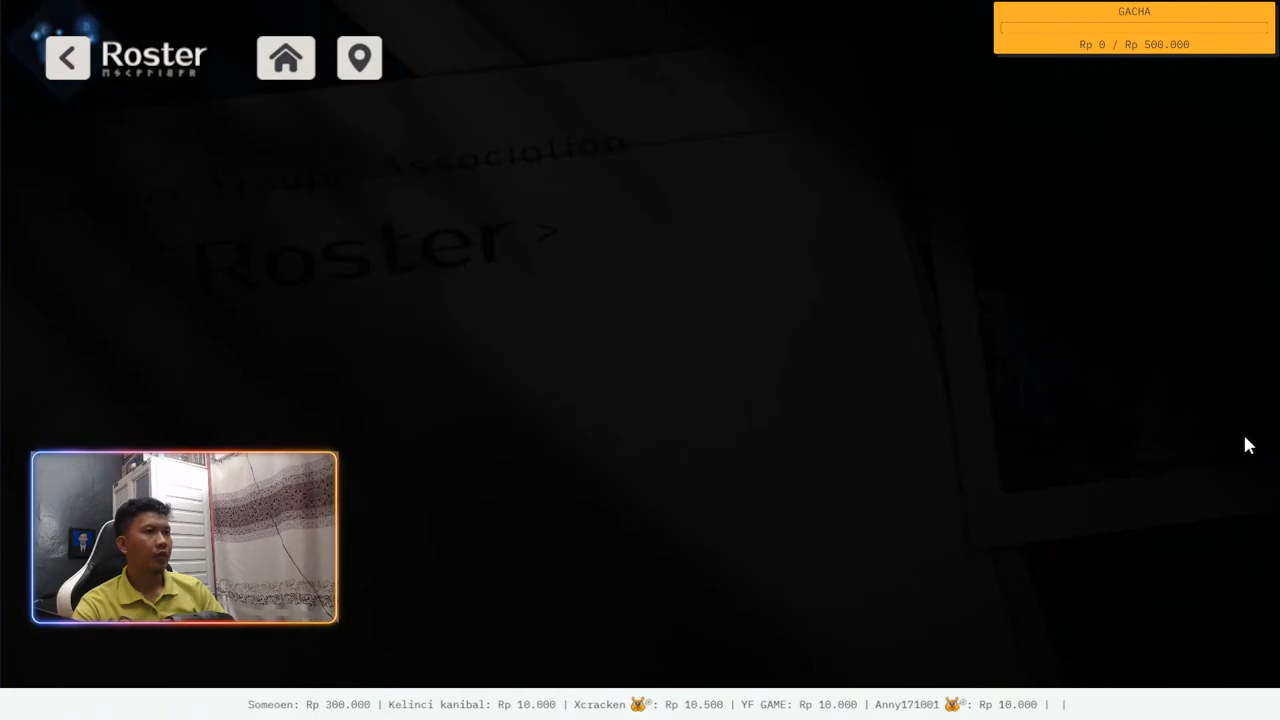 GACHA
Rp 0 / Rp 500.000
Roster
Association
Roster >
Someoen: Rp 300.000 | Kelinci kanibal: Rp 10.000 | Xcracken 🐯: Rp 10.500 | YF GAME: Rp 10.000 | Anny171001 🐯: Rp 10.000 | |